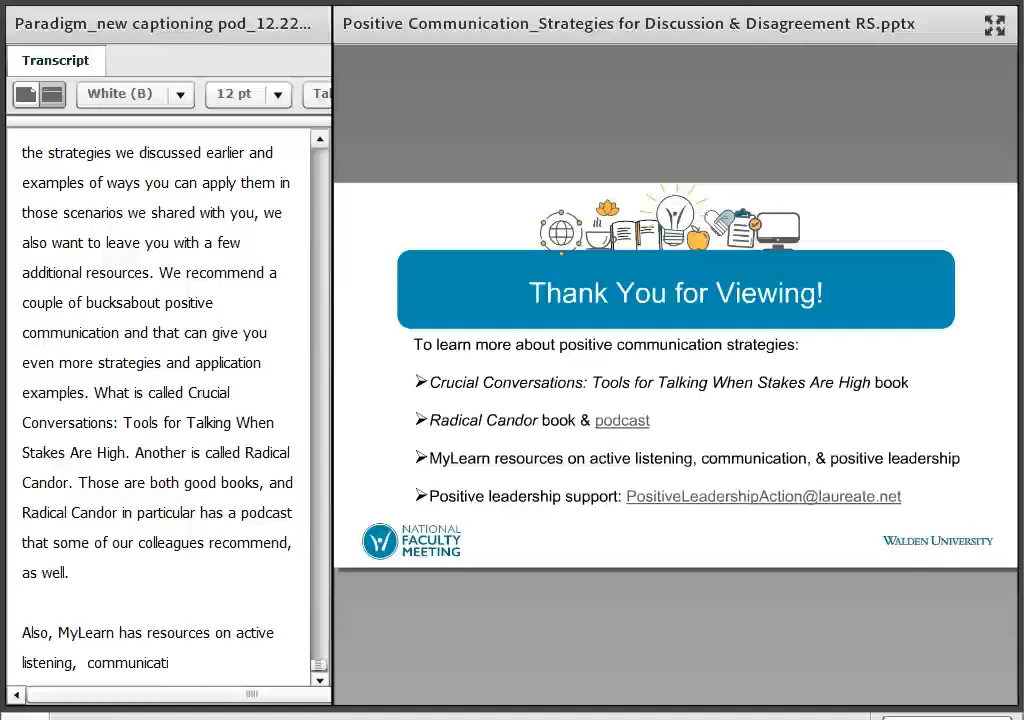 Paradigm_new captioning pod_12.22...
Positive Communication_Strategies for Discussion & Disagreement RS.pptx
Transcript
White (B)
12 pt
Ta
the strategies we discussed earlier and
examples of ways you can apply them in
those scenarios we shared with you, we
also want to leave you with a few
additional resources. We recommend a
couple of bucksabout positive
communication and that can give you
even more strategies and application
examples. What is called Crucial
Conversations: Tools for Talking When
Stakes Are High. Another is called Radical
Candor. Those are both good books, and
Radical Candor in particular has a podcast
that some of our colleagues recommend,
as well.
Also, MyLearn has resources on active
listening,  communicati
Thank You for Viewing!
To learn more about positive communication strategies:
➢Crucial Conversations: Tools for Talking When Stakes Are High book
➢Radical Candor book & podcast
➢MyLearn resources on active listening, communication, & positive leadership
➢Positive leadership support: PositiveLeadershipAction@laureate.net
NATIONAL
FACULTY
MEETING
WALDEN UNIVERSITY